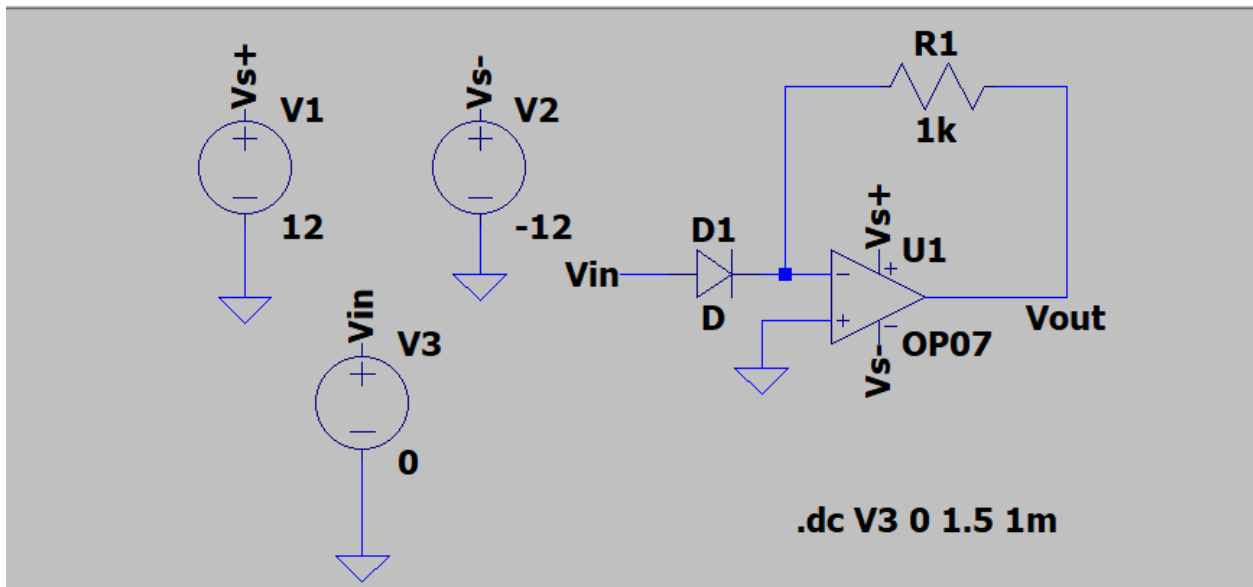 Vs+
V1
12
Vs-
V2
-12
Vin
V3
0
R1
1k
Vin
D1
D
Vs+
U1
OP07
Vs-
Vout
.dc V3 0 1.5 1m